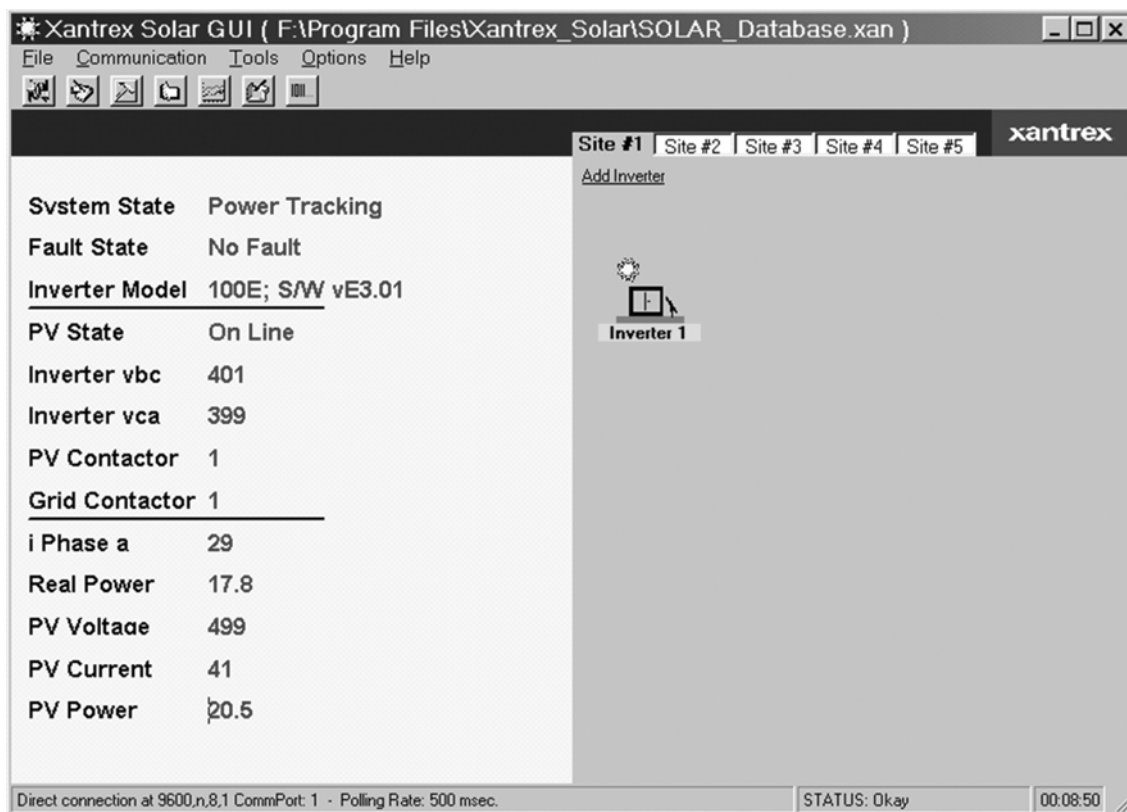 Xantrex Solar GUI ( F:\Program Files\Xantrex_Solar\SOLAR_Database.xan )
File Communication Tools Options Help
xantrex
Site #1 Site #2 Site #3 Site #4 Site #5
Add Inverter
System State Power Tracking
Fault State No Fault
Inverter Model 100E; S/W vE3.01
PV State On Line
Inverter vbc 401
Inverter vca 399
PV Contactor 1
Grid Contactor 1
i Phase a 29
Real Power 17.8
PV Voltage 499
PV Current 41
PV Power 20.5
Inverter 1
Direct connection at 9600,n,8,1 CommPort: 1 - Polling Rate: 500 msec. STATUS: Okay 00:08:50